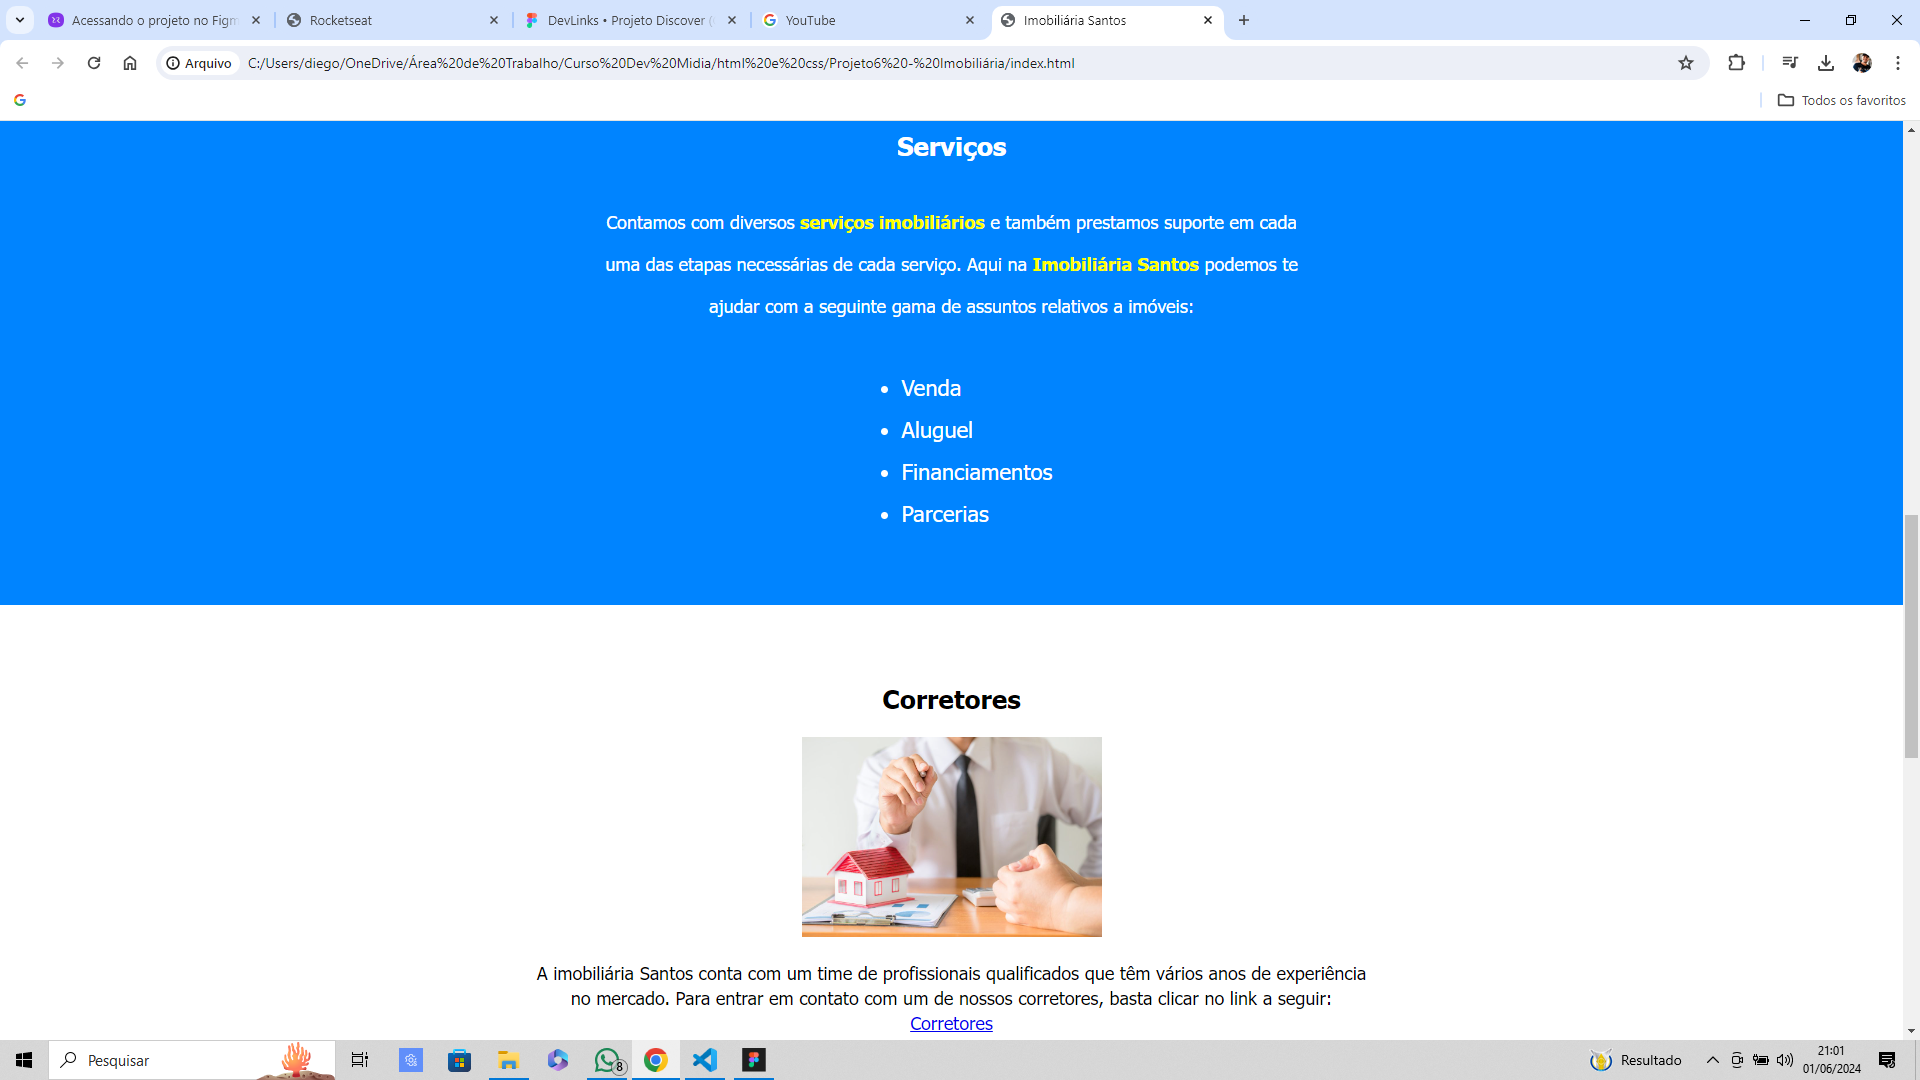 Acessando o projeto no Figm
Rocketseat
DevLinks • Projeto Discover (
YouTube
Imobiliária Santos
Arquivo
C:/Users/diego/OneDrive/Área%20de%20Trabalho/Curso%20Dev%20Midia/html%20e%20css/Projeto6%20-%20Imobiliária/index.html
Todos os favoritos
Serviços
Contamos com diversos serviços imobiliários e também prestamos suporte em cada
uma das etapas necessárias de cada serviço. Aqui na Imobiliária Santos podemos te
ajudar com a seguinte gama de assuntos relativos a imóveis:
• Venda
• Aluguel
• Financiamentos
• Parcerias
Corretores
A imobiliária Santos conta com um time de profissionais qualificados que têm vários anos de experiência
no mercado. Para entrar em contato com um de nossos corretores, basta clicar no link a seguir:
Corretores
Pesquisar
8
Resultado
21:01
01/06/2024